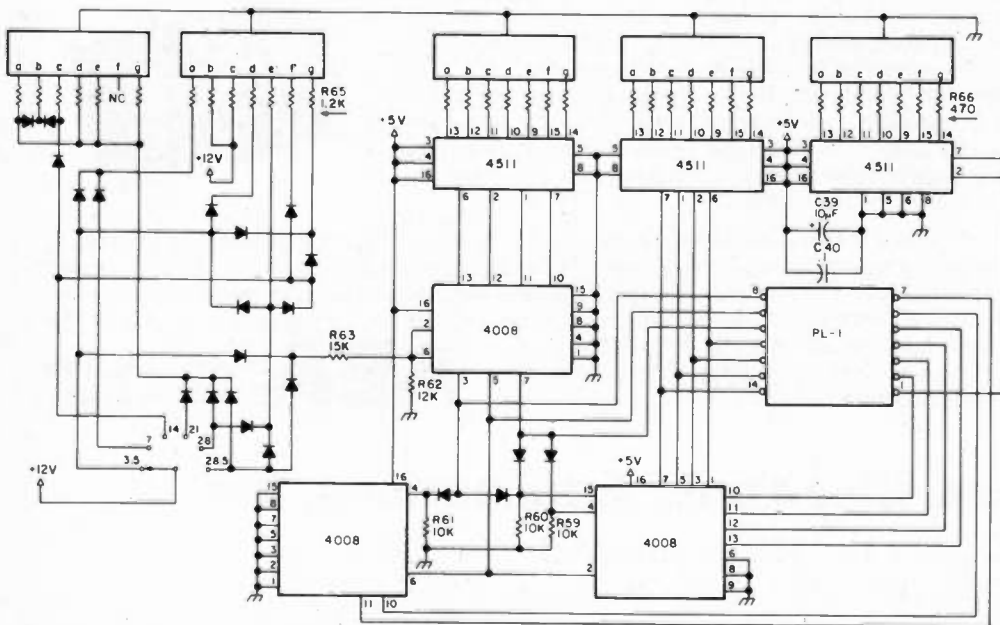 a b c d e f g
NC
a b c d e f g
R65
1.2K
+12V
a b c d e f g
a b c d e f g
a b c d e f g
R66
470
+5V
13 12 11 10 9 15 14
3
4
16
4511
5
8
6 2 1 7
13 12 11 10 9 15 14
5
8
4511
3
4
16
7 1 2 6
+5V
13 12 11 10 9 15 14
3
4
16
4511
7
2
1 5 6 8
C39
10µF
+
C40
.1
13 12 11 10
16
2
6
4008
15
9
8
4
1
3 5 7
R63
15K
R62
12K
8
14
PL-1
7
1
14
21
7
28
3.5
28.5
+12V
16
4
6
15
8
7
5
3
2
1
4008
11 10
R61
10K
R60
10K
R59
10K
+5V
16 7 5 3 1
15
4
2
4008
10
11
12
13
6
8
9